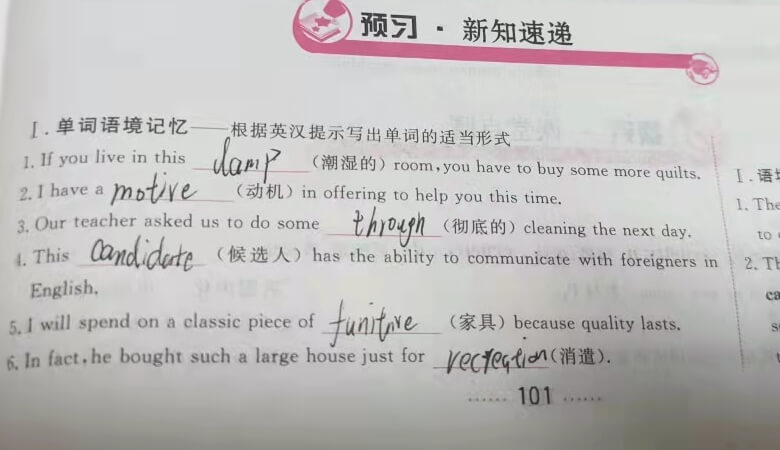 预习·新知速递
Ⅰ.单词语境记忆——根据英汉提示写出单词的适当形式
1. If you live in this damp (潮湿的) room, you have to buy some more quilts.
2. I have a motive (动机) in offering to help you this time.
3. Our teacher asked us to do some through (彻底的) cleaning the next day.
4. This candidate (候选人) has the ability to communicate with foreigners in
English.
5. I will spend on a classic piece of funitrive (家具) because quality lasts.
6. In fact, he bought such a large house just for recreation (消遣).
...... 101 ......
Ⅰ.语
1. The
to
2. Th
ca